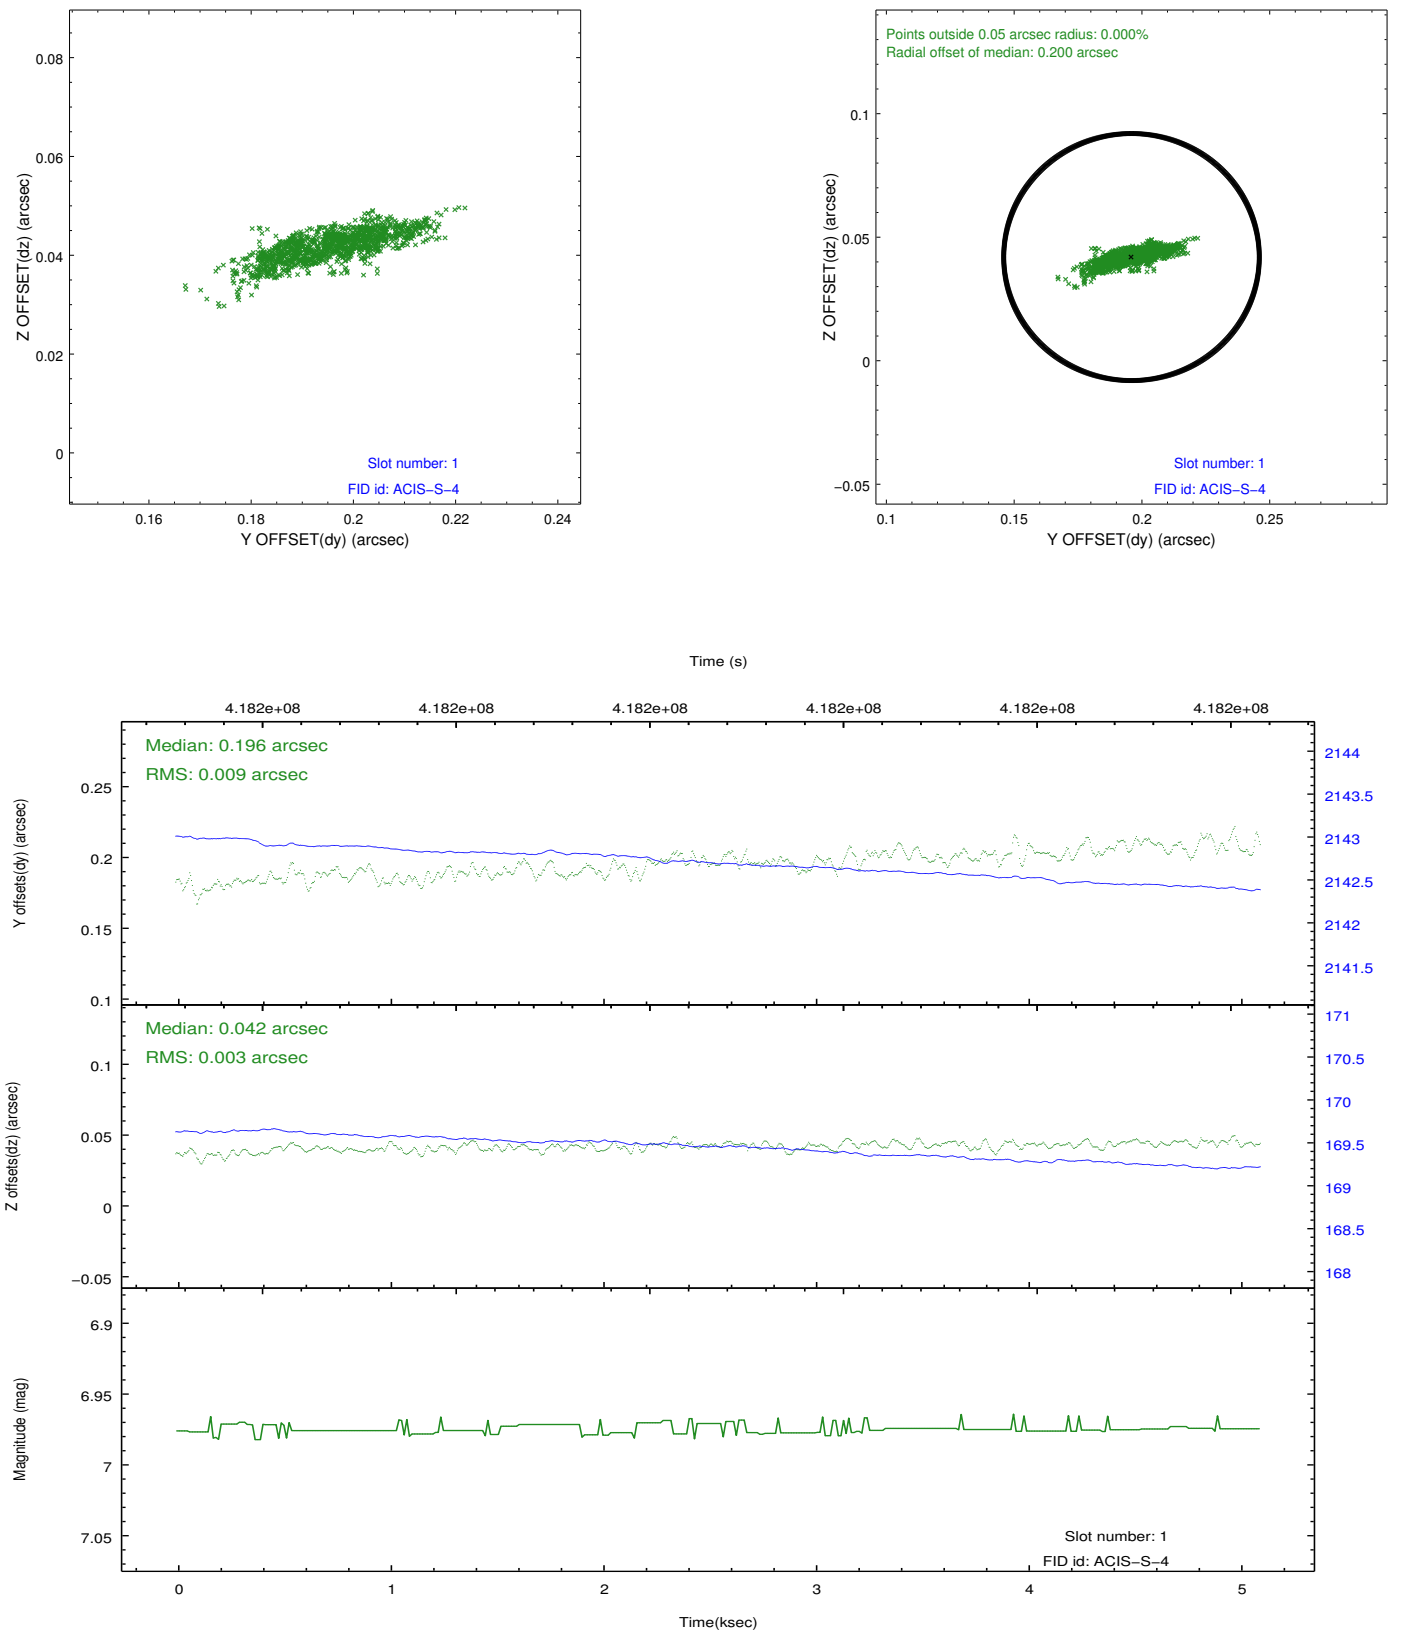 0.08
0.06
0.04
0.02
0
0.16
0.18
0.2
0.22
0.24
Z OFFSET(dz) (arcsec)
Y OFFSET(dy) (arcsec)
Slot number: 1
FID id: ACIS−S−4
Points outside 0.05 arcsec radius: 0.000%
Radial offset of median: 0.200 arcsec
0.1
0.05
0
−0.05
0.1
0.15
0.2
0.25
Z OFFSET(dz) (arcsec)
Y OFFSET(dy) (arcsec)
Slot number: 1
FID id: ACIS−S−4
Time (s)
4.182e+08
4.182e+08
4.182e+08
4.182e+08
4.182e+08
4.182e+08
Median: 0.196 arcsec
RMS: 0.009 arcsec
Y offsets(dy) (arcsec)
0.25
0.2
0.15
0.1
2144
2143.5
2143
2142.5
2142
2141.5
Median: 0.042 arcsec
RMS: 0.003 arcsec
Z offsets(dz) (arcsec)
0.1
0.05
0
−0.05
171
170.5
170
169.5
169
168.5
168
Magnitude (mag)
6.9
6.95
7
7.05
Slot number: 1
FID id: ACIS−S−4
0
1
2
3
4
5
Time(ksec)